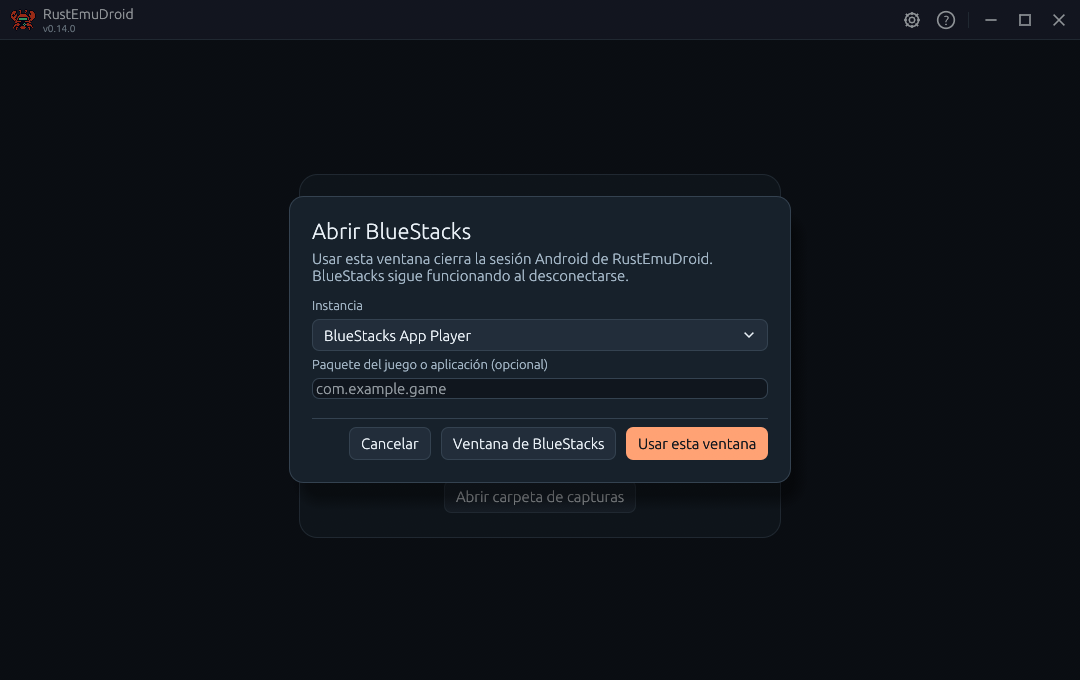 RustEmuDroid
v0.14.0
Abrir BlueStacks
Usar esta ventana cierra la sesión Android de RustEmuDroid.
BlueStacks sigue funcionando al desconectarse.
Instancia
BlueStacks App Player
Paquete del juego o aplicación (opcional)
com.example.game
Cancelar
Ventana de BlueStacks
Usar esta ventana
Abrir carpeta de capturas